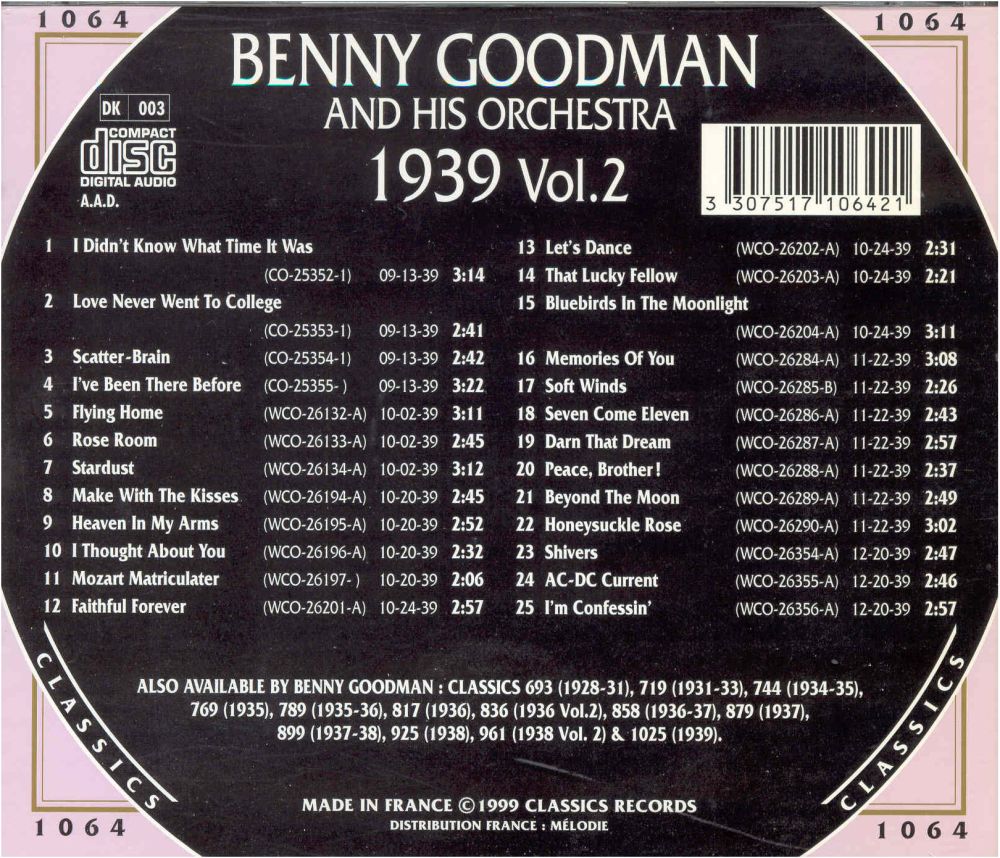 1064
1064
BENNY GOODMAN
AND HIS ORCHESTRA
1939 Vol.2
DK 003
COMPACT
disc
DIGITAL AUDIO
A.A.D.
3 307517 106421
1 I Didn't Know What Time It Was
(CO-25352-1) 09-13-39 3:14
2 Love Never Went To College
(CO-25353-1) 09-13-39 2:41
3 Scatter-Brain (CO-25354-1) 09-13-39 2:42
4 I've Been There Before (CO-25355- ) 09-13-39 3:22
5 Flying Home (WCO-26132-A) 10-02-39 3:11
6 Rose Room (WCO-26133-A) 10-02-39 2:45
7 Stardust (WCO-26134-A) 10-02-39 3:12
8 Make With The Kisses (WCO-26194-A) 10-20-39 2:45
9 Heaven In My Arms (WCO-26195-A) 10-20-39 2:52
10 I Thought About You (WCO-26196-A) 10-20-39 2:32
11 Mozart Matriculater (WCO-26197- ) 10-20-39 2:06
12 Faithful Forever (WCO-26201-A) 10-24-39 2:57
13 Let's Dance (WCO-26202-A) 10-24-39 2:31
14 That Lucky Fellow (WCO-26203-A) 10-24-39 2:21
15 Bluebirds In The Moonlight
(WCO-26204-A) 10-24-39 3:11
16 Memories Of You (WCO-26284-A) 11-22-39 3:08
17 Soft Winds (WCO-26285-B) 11-22-39 2:26
18 Seven Come Eleven (WCO-26286-A) 11-22-39 2:43
19 Darn That Dream (WCO-26287-A) 11-22-39 2:57
20 Peace, Brother! (WCO-26288-A) 11-22-39 2:37
21 Beyond The Moon (WCO-26289-A) 11-22-39 2:49
22 Honeysuckle Rose (WCO-26290-A) 11-22-39 3:02
23 Shivers (WCO-26354-A) 12-20-39 2:47
24 AC-DC Current (WCO-26355-A) 12-20-39 2:46
25 I'm Confessin' (WCO-26356-A) 12-20-39 2:57
CLASSICS
CLASSICS
ALSO AVAILABLE BY BENNY GOODMAN : CLASSICS 693 (1928-31), 719 (1931-33), 744 (1934-35),
769 (1935), 789 (1935-36), 817 (1936), 836 (1936 Vol.2), 858 (1936-37), 879 (1937),
899 (1937-38), 925 (1938), 961 (1938 Vol. 2) & 1025 (1939).
MADE IN FRANCE ©1999 CLASSICS RECORDS
DISTRIBUTION FRANCE : MÉLODIE
1064
1064